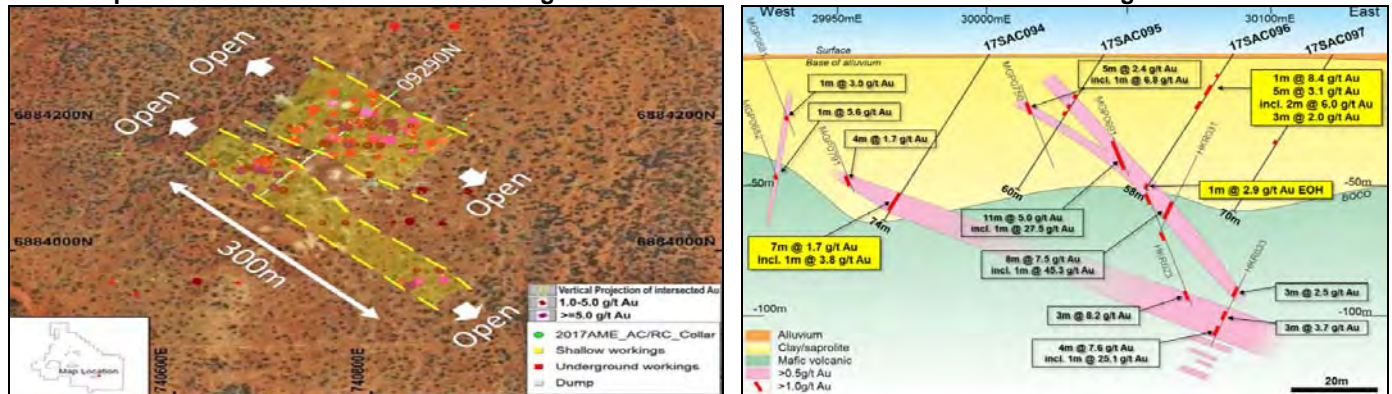 Open
Open
Open
Open
Open
Open
09290N
6884200N
6884200N
6884000N
6884000N
300m
740600E
740800E
Map Location
Vertical Projection of intersected Au
1.0-5.0 g/t Au
>=5.0 g/t Au
2017AME_AC/RC_Collar
Shallow workings
Underground workings
Dump
West
29950mE
30000mE
30100mE
East
17SAC094
17SAC095
17SAC096
17SAC097
Surface
Base of alluvium
1m @ 3.5 g/t Au
1m @ 5.6 g/t Au
4m @ 1.7 g/t Au
5m @ 2.4 g/t Au
incl. 1m @ 6.8 g/t Au
1m @ 8.4 g/t Au
5m @ 3.1 g/t Au
incl. 2m @ 6.0 g/t Au
3m @ 2.0 g/t Au
HKR031
-50m
-50m
BOCO
60m
58m
70m
74m
1m @ 2.9 g/t Au EOH
11m @ 5.0 g/t Au
incl. 1m @ 27.5 g/t Au
7m @ 1.7 g/t Au
incl. 1m @ 3.8 g/t Au
8m @ 7.5 g/t Au
incl. 1m @ 45.3 g/t Au
HKR033
3m @ 2.5 g/t Au
-100m
-100m
3m @ 8.2 g/t Au
3m @ 3.7 g/t Au
4m @ 7.6 g/t Au
incl. 1m @ 25.1 g/t Au
Alluvium
Clay/saprolite
Mafic volcanic
>0.5g/t Au
>1.0g/t Au
20m